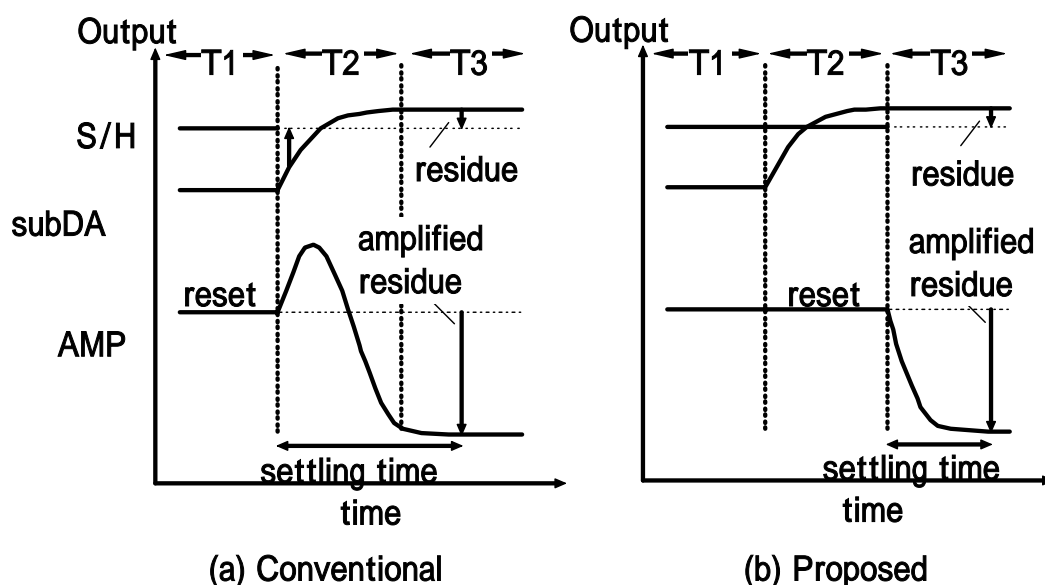 Output
T1 T2 T3
S/H
residue
subDA
amplified
residue
reset
AMP
settling time
time
(a) Conventional
Output
T1 T2 T3
residue
amplified
residue
reset
settling time
time
(b) Proposed